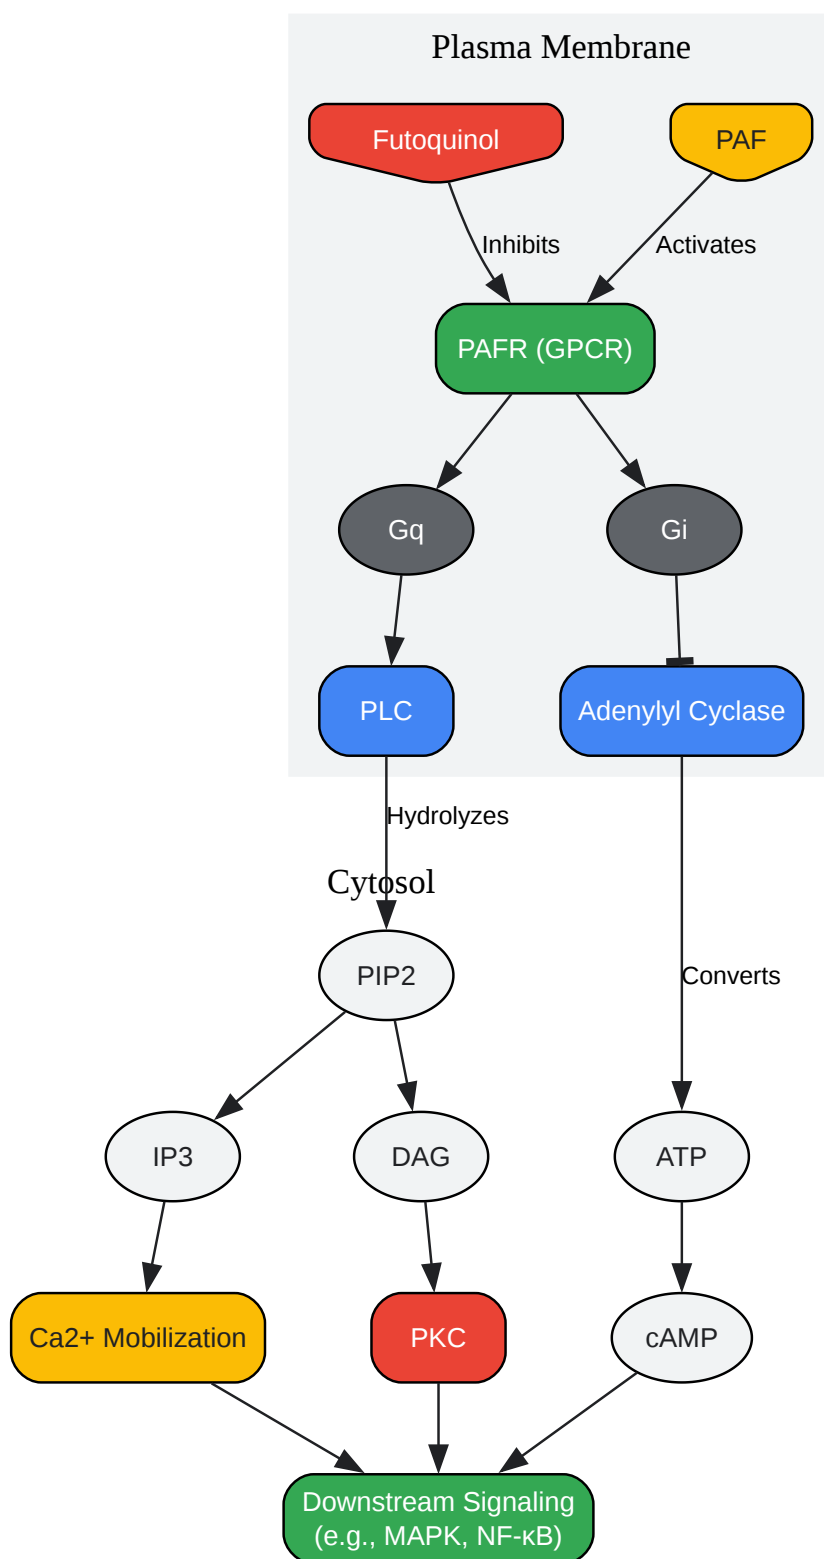 Plasma Membrane
Futoquinol
PAF
Inhibits
Activates
PAFR (GPCR)
Gq
Gi
PLC
Adenylyl Cyclase
Hydrolyzes
Cytosol
PIP2
Converts
IP3
DAG
ATP
Ca2+ Mobilization
PKC
cAMP
Downstream Signaling
(e.g., MAPK, NF-κB)